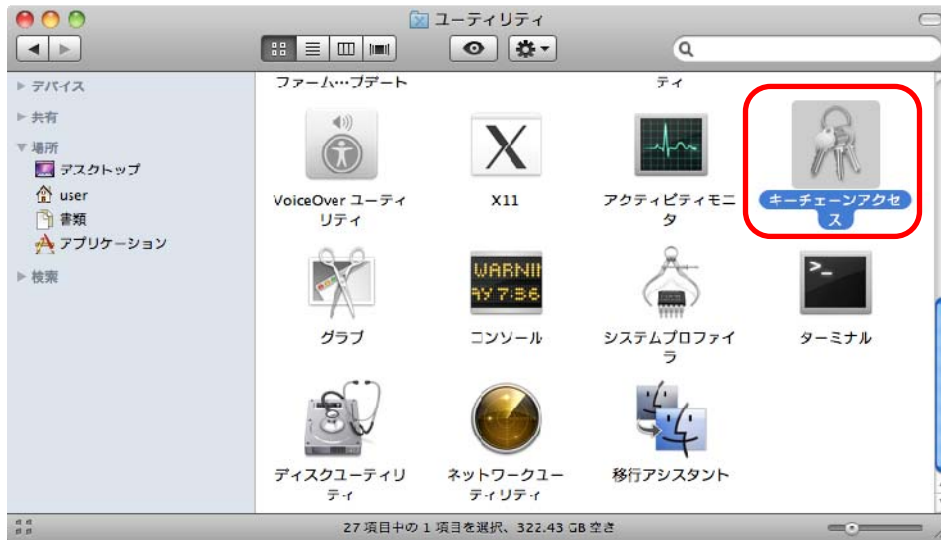 ユーティリティ
デバイス
共有
場所
デスクトップ
user
書類
アプリケーション
検索
ファーム…プデート
ティ
VoiceOver ユーティ
リティ
X11
アクティビティモニ
タ
キーチェーンアクセ
ス
WARNIN
AY 7:36
グラブ
コンソール
システムプロファイ
ラ
>_
ターミナル
ディスクユーティリ
ティ
ネットワークユー
ティリティ
移行アシスタント
27 項目中の 1 項目を選択、322.43 GB 空き